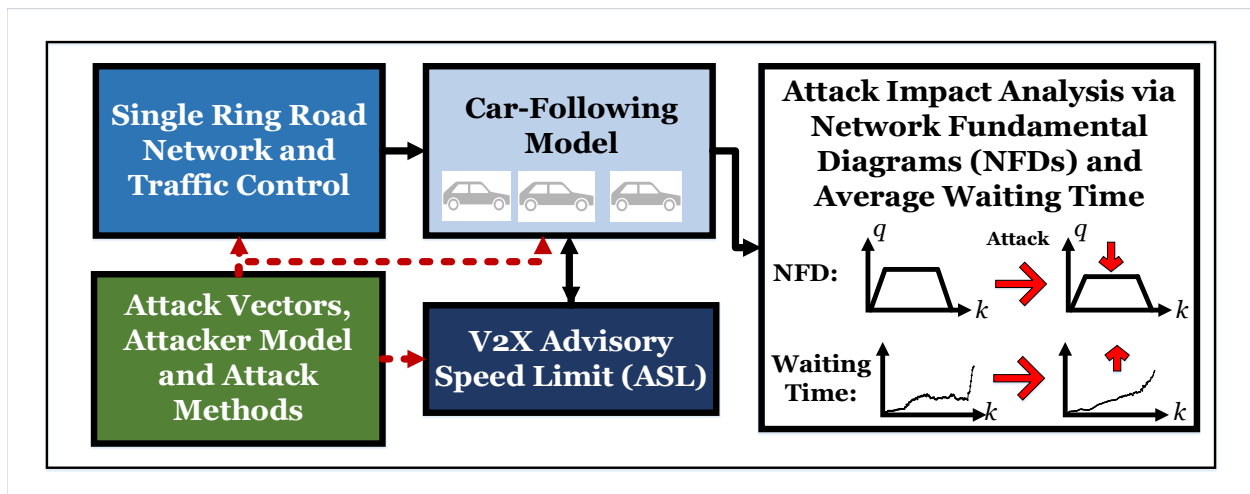 Single Ring Road
Network and
Traffic Control
Car-Following
Model
Attack Vectors,
Attacker Model
and Attack
Methods
V2X Advisory
Speed Limit (ASL)
Attack Impact Analysis via
Network Fundamental
Diagrams (NFDs) and
Average Waiting Time
q
Attack
q
NFD:
k
k
Waiting
Time:
k
k